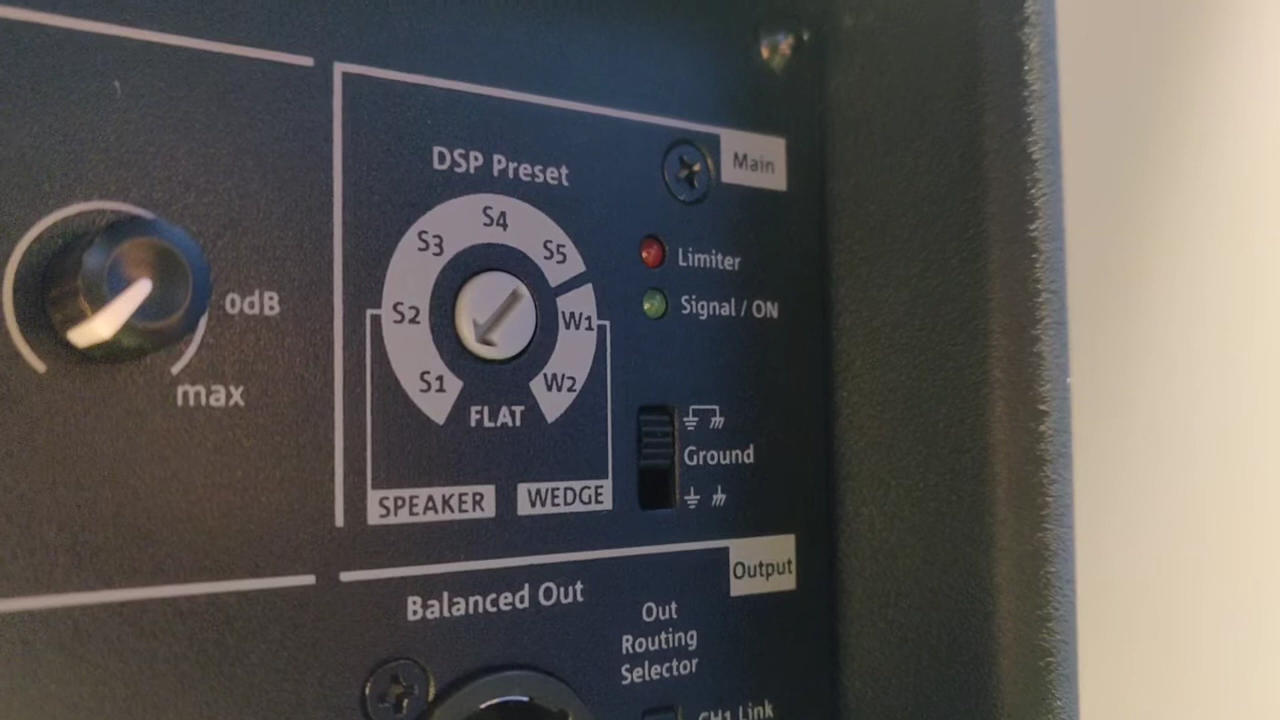 Main
DSP Preset
S4
S3
S5
Limiter
0dB
Signal / ON
S2
W1
S1
W2
max
FLAT
Ground
SPEAKER
WEDGE
Output
Balanced Out
Out
Routing
Selector
CH1 Link